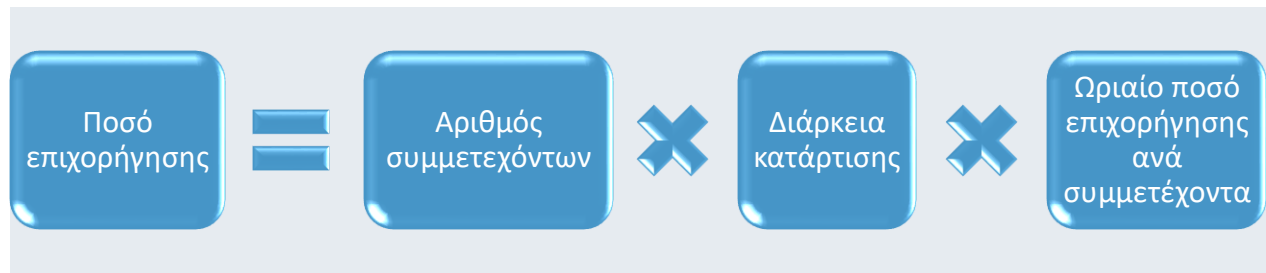 Ποσό
επιχορήγησης
Αριθμός
συμμετεχόντων
Διάρκεια
κατάρτισης
Ωριαίο ποσό
επιχορήγησης
ανά
συμμετέχοντα